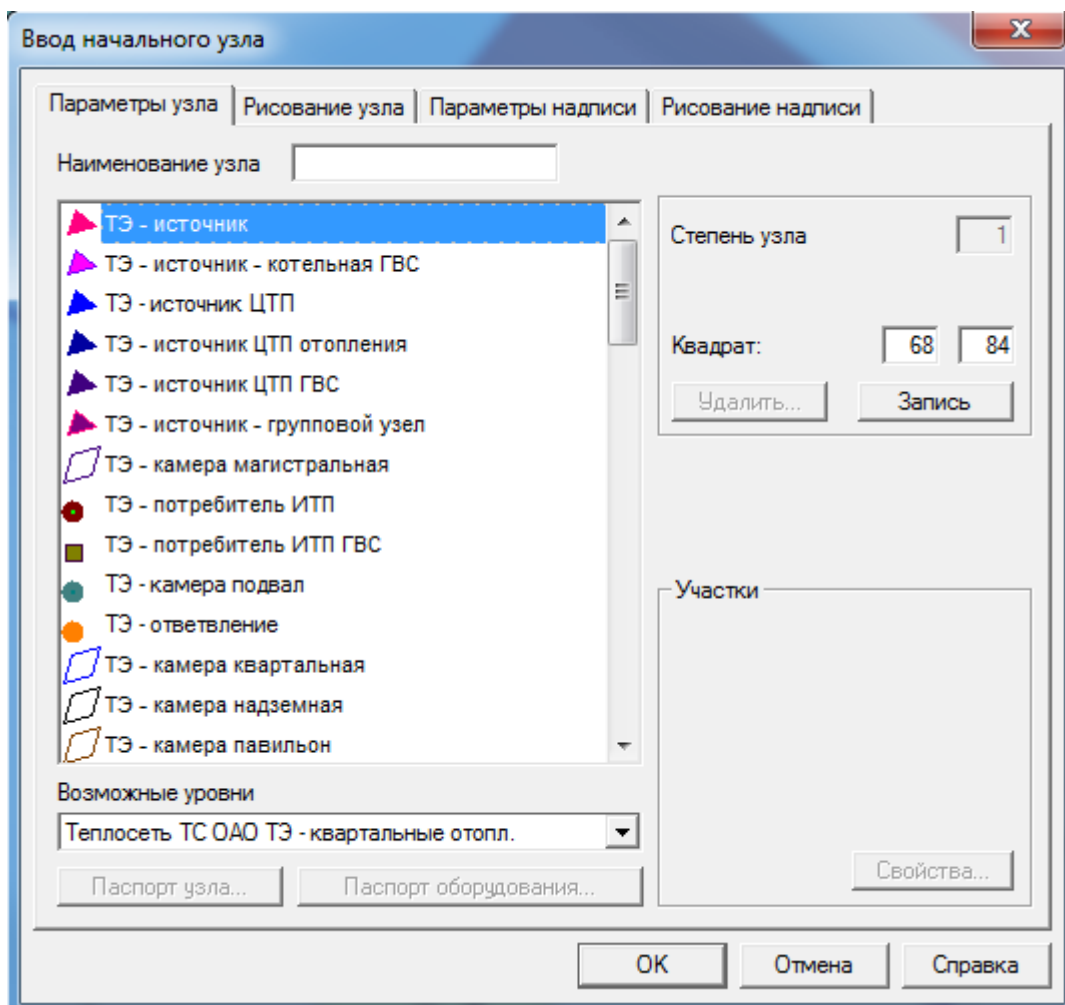 Ввод начального узла
Параметры узла Рисование узла Параметры надписи Рисование надписи
Наименование узла
ТЭ - источник
ТЭ - источник - котельная ГВС
ТЭ - источник ЦТП
ТЭ - источник ЦТП отопления
ТЭ - источник ЦТП ГВС
ТЭ - источник - групповой узел
ТЭ - камера магистральная
ТЭ - потребитель ИТП
ТЭ - потребитель ИТП ГВС
ТЭ - камера подвал
ТЭ - ответвление
ТЭ - камера квартальная
ТЭ - камера надземная
ТЭ - камера павильон
Возможные уровни
Теплосеть ТС ОАО ТЭ - квартальные отопл.
Паспорт узла... Паспорт оборудования...
Степень узла 1
Квадрат: 68 84
Удалить... Запись
Участки
Свойства...
OK Отмена Справка